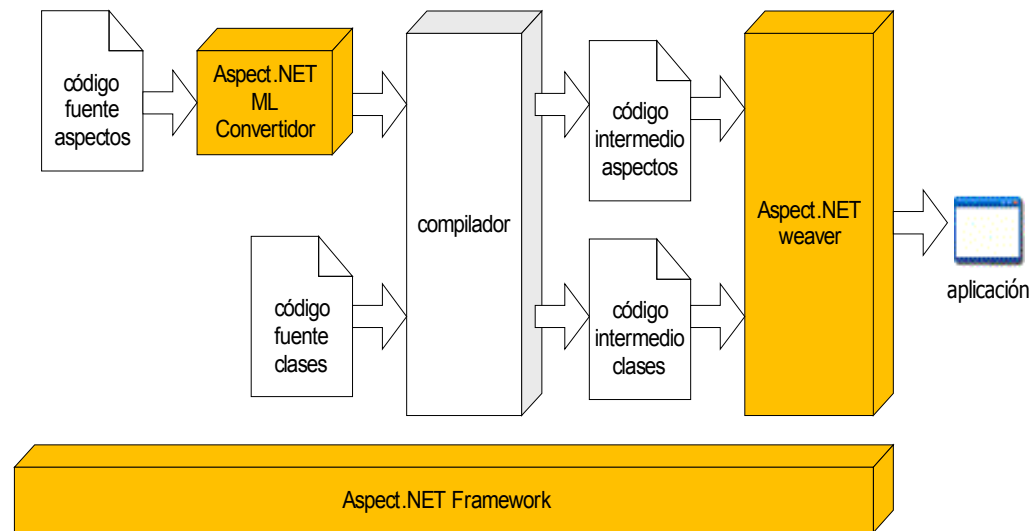 código
fuente
aspectos
Aspect.NET
ML
Convertidor
compilador
código
intermedio
aspectos
Aspect.NET
weaver
aplicación
código
fuente
clases
código
intermedio
clases
Aspect.NET Framework